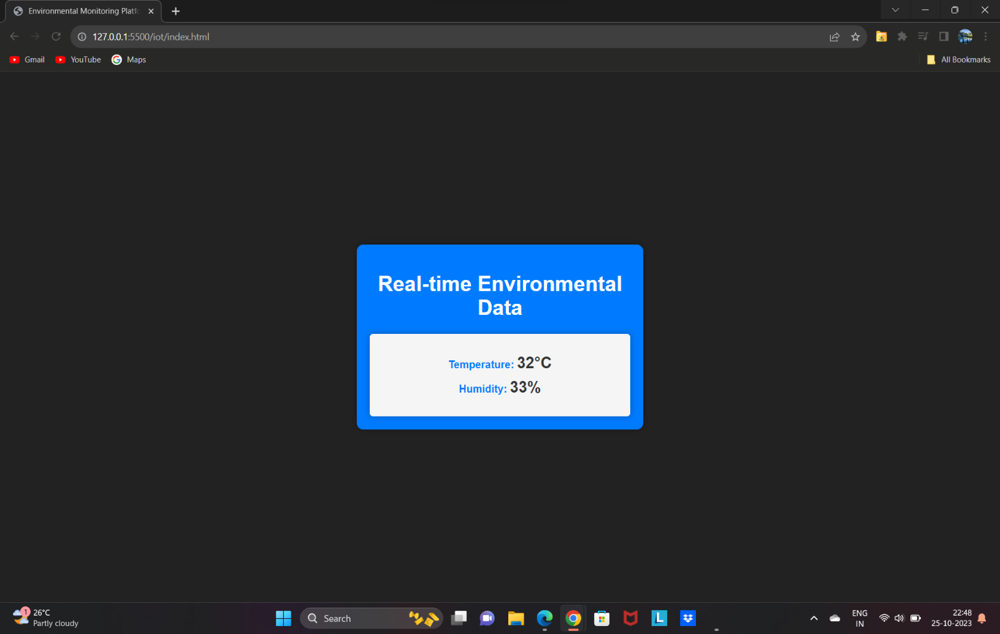 Environmental Monitoring Platfo
127.0.0.1:5500/iot/index.html
Gmail YouTube Maps All Bookmarks
Real-time Environmental
Data
Temperature: 32°C
Humidity: 33%
1
26°C
Partly cloudy
Search
L
ENG
IN
22:48
25-10-2023